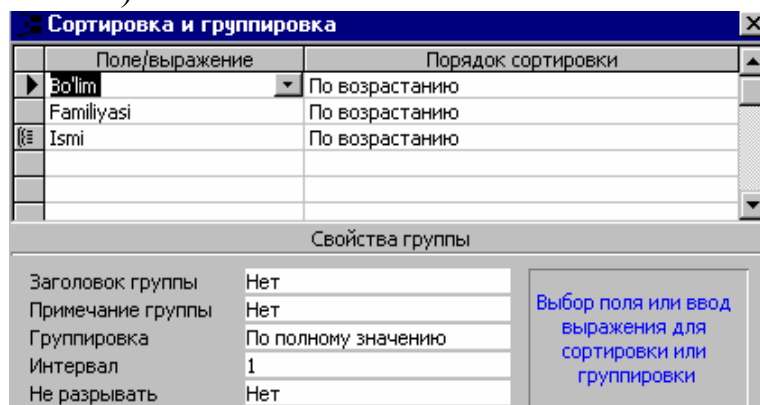 )
Сортировка и группировка
Поле/выражение Порядок сортировки
Bo'lim По возрастанию
Familiyasi По возрастанию
Ismi По возрастанию
Свойства группы
Заголовок группы Нет
Примечание группы Нет
Группировка По полному значению
Интервал 1
Не разрывать Нет
Выбор поля или ввод
выражения для
сортировки или
группировки